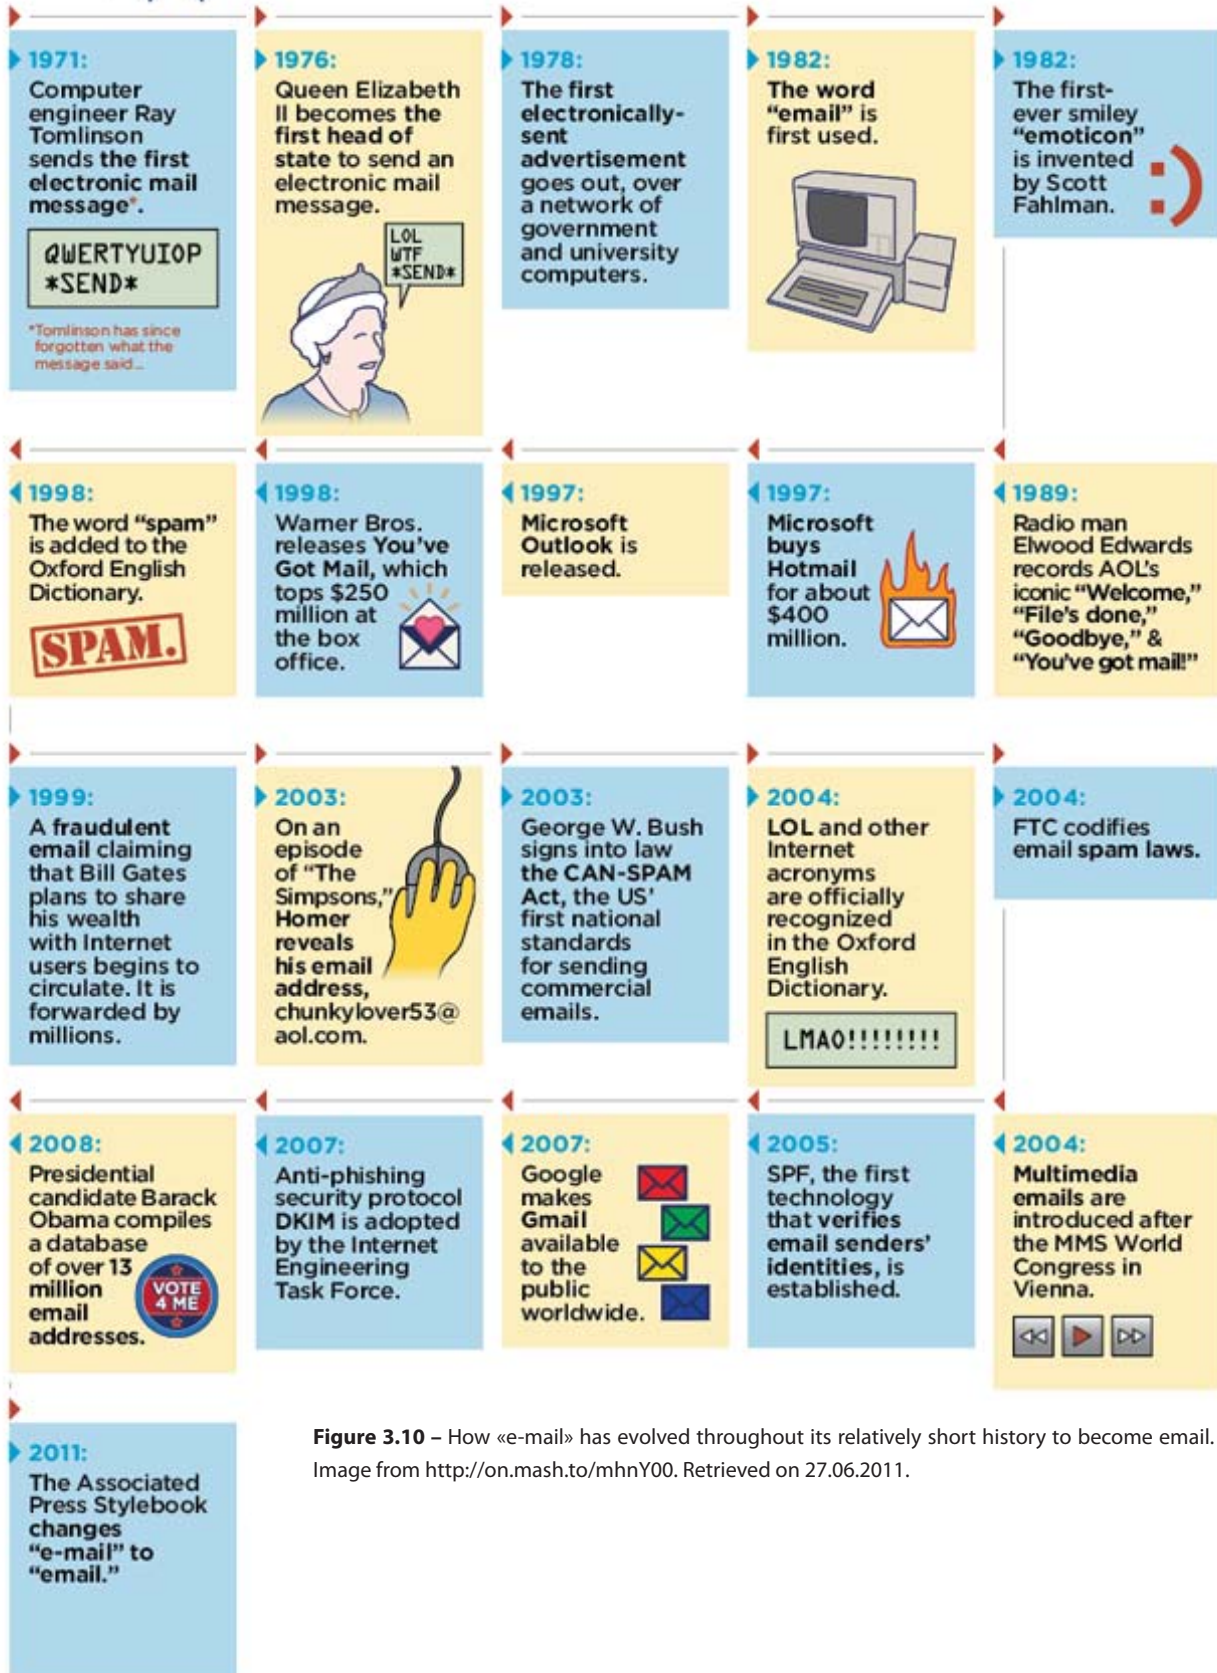 1971:
Computer
engineer Ray
Tomlinson
sends the first
electronic mail
message*.
QWERTYUIOP
*SEND*
*Tomlinson has since
forgotten what the
message said...
1976:
Queen Elizabeth
II becomes the
first head of
state to send an
electronic mail
message.
LOL
WTF
*SEND*
1978:
The first
electronically-
sent
advertisement
goes out, over
a network of
government
and university
computers.
1982:
The word
“email” is
first used.
1982:
The first-
ever smiley
“emoticon”
is invented
by Scott
Fahlman.
:)
1989:
Radio man
Elwood Edwards
records AOL's
iconic “Welcome,”
“File's done,”
“Goodbye,” &
“You've got mail!”
1997:
Microsoft
buys
Hotmail
for about
$400
million.
1997:
Microsoft
Outlook is
released.
1998:
Warner Bros.
releases You’ve
Got Mail, which
tops $250
million at
the box
office.
1998:
The word “spam”
is added to the
Oxford English
Dictionary.
SPAM.
1999:
A fraudulent
email claiming
that Bill Gates
plans to share
his wealth
with Internet
users begins to
circulate. It is
forwarded by
millions.
2003:
On an
episode
of “The
Simpsons,”
Homer
reveals
his email
address,
chunkylover53@
aol.com.
2003:
George W. Bush
signs into law
the CAN-SPAM
Act, the US’
first national
standards
for sending
commercial
emails.
2004:
LOL and other
Internet
acronyms
are officially
recognized
in the Oxford
English
Dictionary.
LMAO!!!!!!!!
2004:
FTC codifies
email spam laws.
2004:
Multimedia
emails are
introduced after
the MMS World
Congress in
Vienna.
2005:
SPF, the first
technology
that verifies
email senders’
identities, is
established.
2007:
Google
makes
Gmail
available
to the
public
worldwide.
2007:
Anti-phishing
security protocol
DKIM is adopted
by the Internet
Engineering
Task Force.
2008:
Presidential
candidate Barack
Obama compiles
a database
of over 13
million
email
addresses.
VOTE
4 ME
2011:
The Associated
Press Stylebook
changes
“e-mail” to
“email.”
Figure 3.10 – How «e-mail» has evolved throughout its relatively short history to become email.
Image from http://on.mash.to/mhnY00. Retrieved on 27.06.2011.